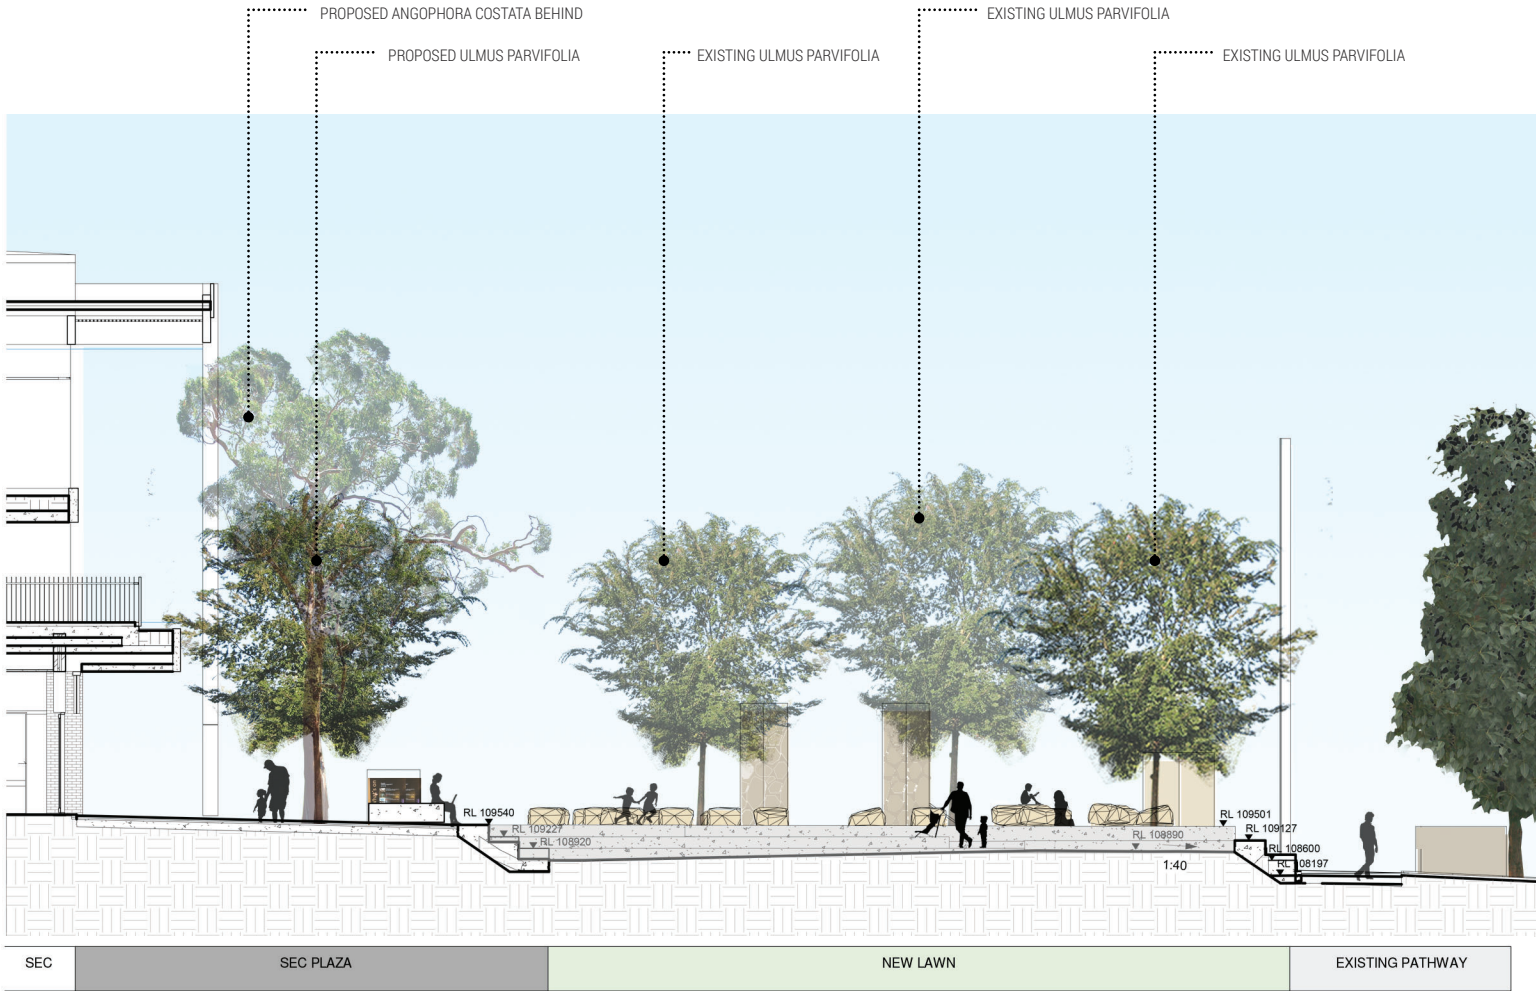 PROPOSED ANGOPHORA COSTATA BEHIND
EXISTING ULMUS PARVIFOLIA
PROPOSED ULMUS PARVIFOLIA
EXISTING ULMUS PARVIFOLIA
EXISTING ULMUS PARVIFOLIA
RL 109540
RL 109501
RL 109227
RL 109127
RL 108920
RL 108890
RL 108600
RL 108197
1:40
SEC
SEC PLAZA
NEW LAWN
EXISTING PATHWAY